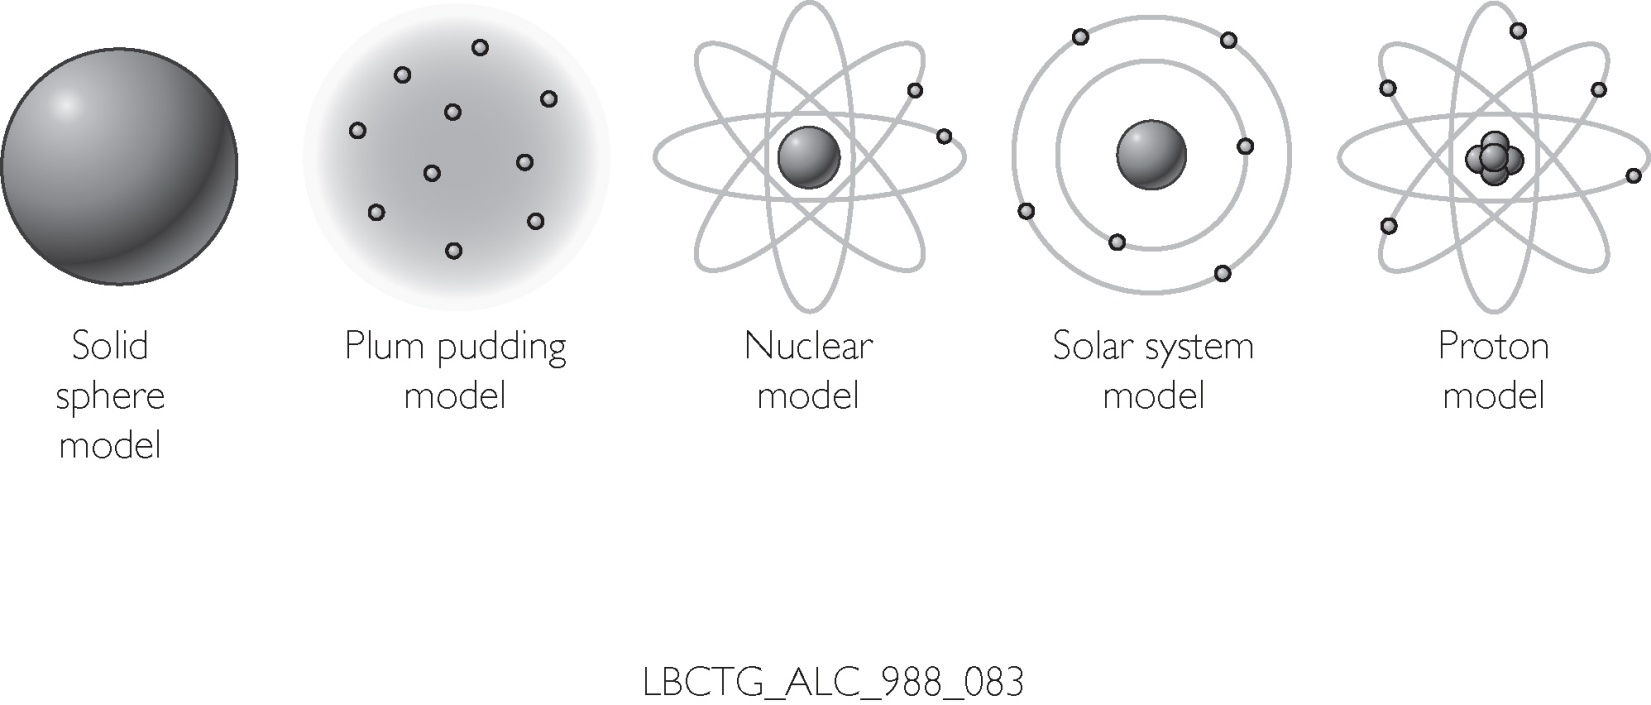 Solid
sphere
model
Plum pudding
model
Nuclear
model
Solar system
model
Proton
model
LBCTG_ALC_988_083